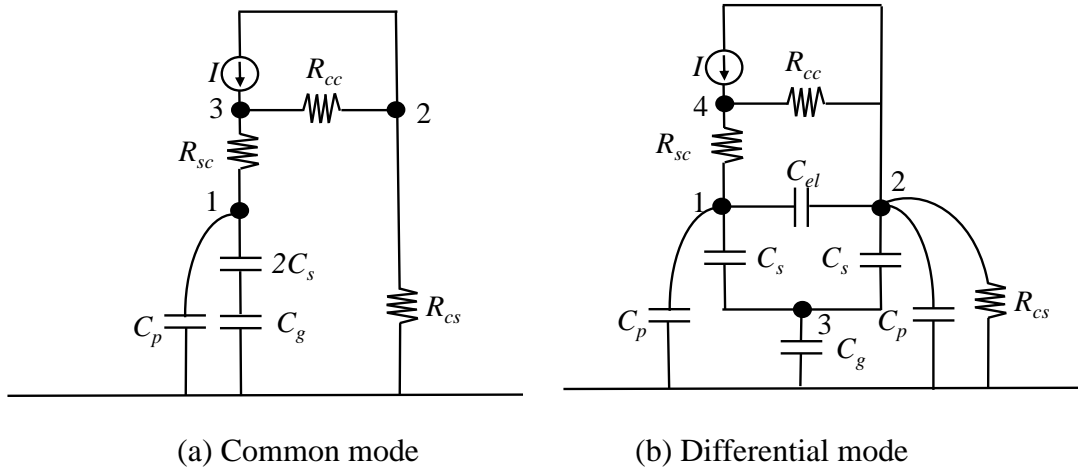 I
R_cc
3
2
R_sc
1
2C_s
C_p
C_g
R_cs
(a) Common mode
I
R_cc
4
R_sc
C_el
2
1
C_s
C_s
C_p
3
C_g
C_p
R_cs
(b) Differential mode